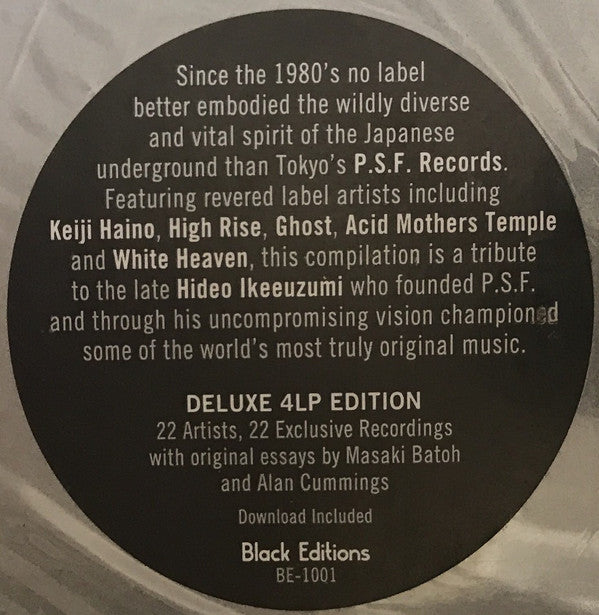 Since the 1980's no label
better embodied the wildly diverse
and vital spirit of the Japanese
underground than Tokyo's P.S.F. Records.
Featuring revered label artists including
Keiji Haino, High Rise, Ghost, Acid Mothers Temple
and White Heaven, this compilation is a tribute
to the late Hideo Ikeeuzumi who founded P.S.F.
and through his uncompromising vision championed
some of the world's most truly original music.
DELUXE 4LP EDITION
22 Artists, 22 Exclusive Recordings
with original essays by Masaki Batoh
and Alan Cummings
Download Included
Black Editions
BE-1001